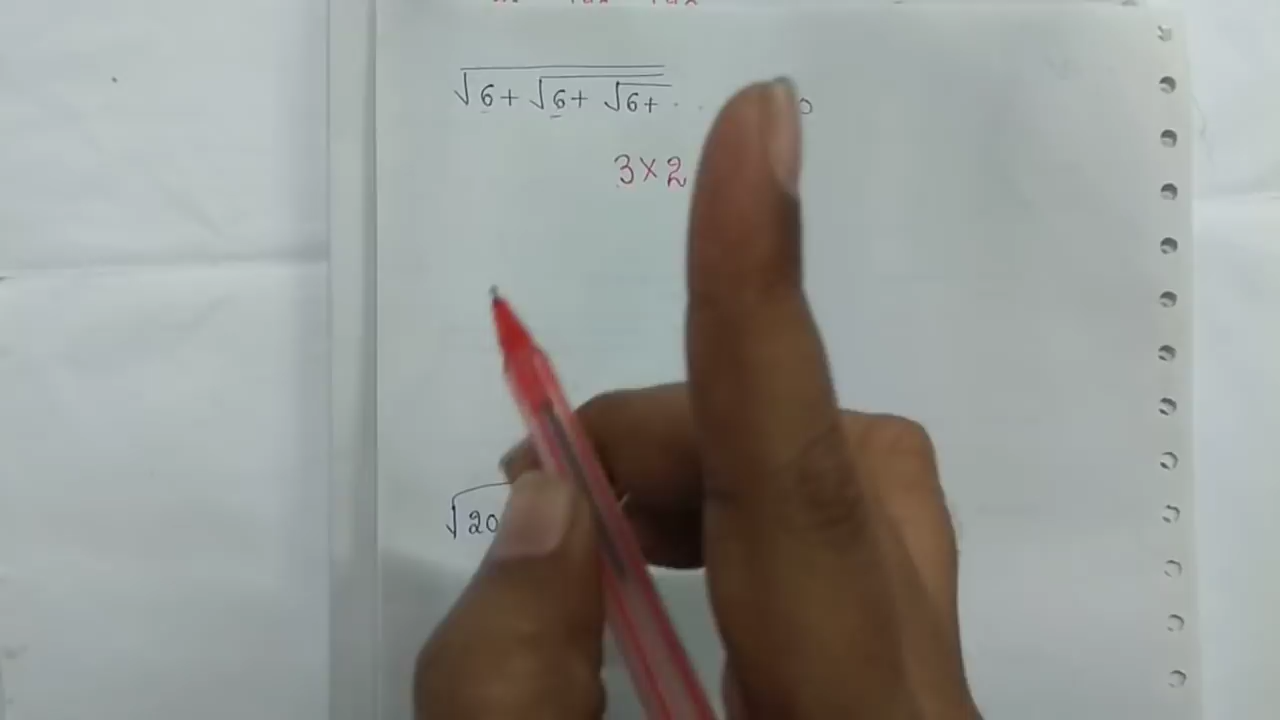 √6+ √6+ √6+ . .
3×2
√20